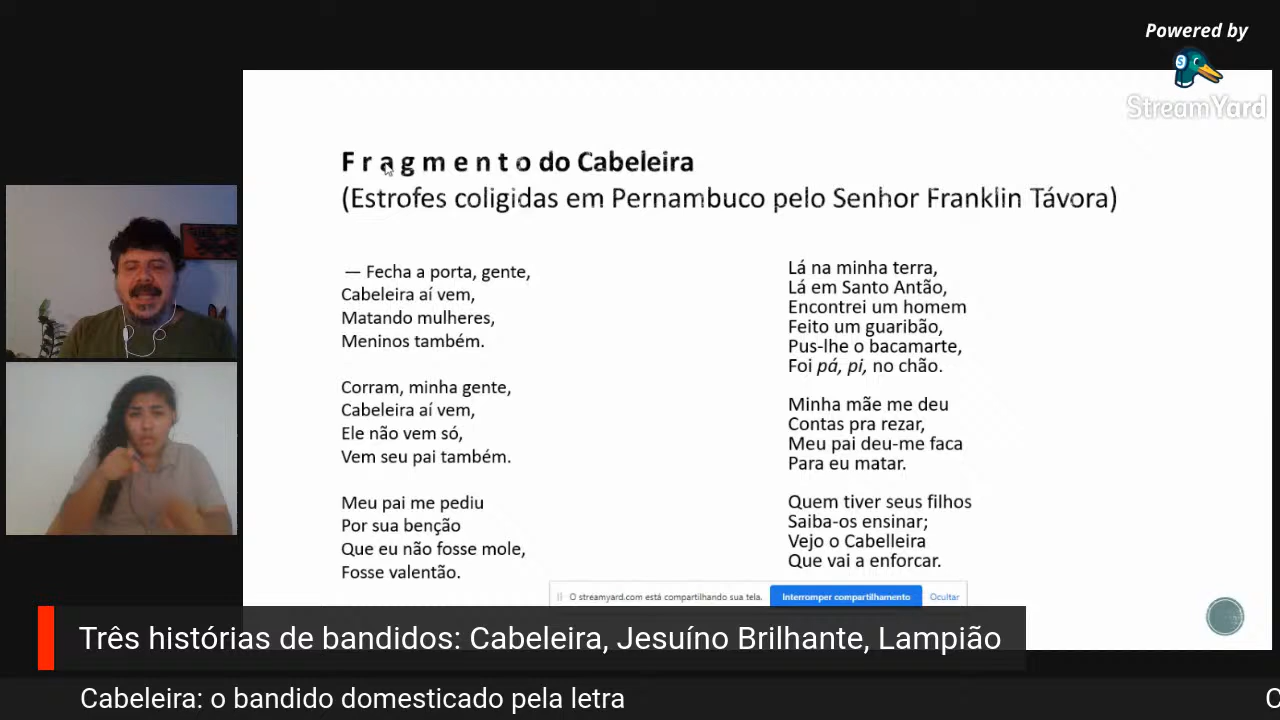 Powered by
StreamYard
Fragmento do Cabeleira
(Estrofes coligidas em Pernambuco pelo Senhor Franklin Távora)
— Fecha a porta, gente,
Cabeleira aí vem,
Matando mulheres,
Meninos também.
Corram, minha gente,
Cabeleira aí vem,
Ele não vem só,
Vem seu pai também.
Meu pai me pediu
Por sua benção
Que eu não fosse mole,
Fosse valentão.
Lá na minha terra,
Lá em Santo Antão,
Encontrei um homem
Feito um guaribão,
Pus-lhe o bacamarte,
Foi pá, pi, no chão.
Minha mãe me deu
Contas pra rezar,
Meu pai deu-me faca
Para eu matar.
Quem tiver seus filhos
Saiba-os ensinar;
Vejo o Cabelleira
Que vai a enforcar.
O streamyard.com está compartilhando sua tela. Interromper compartilhamento Ocultar
Três histórias de bandidos: Cabeleira, Jesuíno Brilhante, Lampião
Cabeleira: o bandido domesticado pela letra